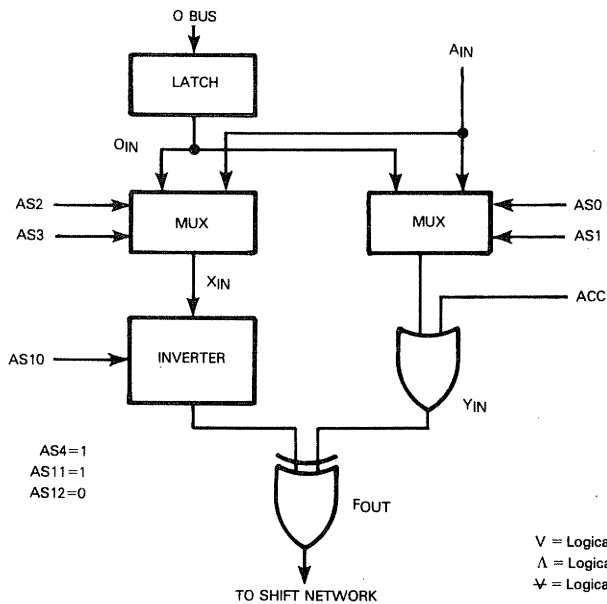 O BUS
AIN
LATCH
OIN
AS2
AS3
MUX
MUX
AS0
AS1
XIN
ACC
AS10
INVERTER
YIN
AS4=1
AS11=1
AS12=0
FOUT
V = Logica
Λ = Logica
⊻ = Logica
TO SHIFT NETWORK